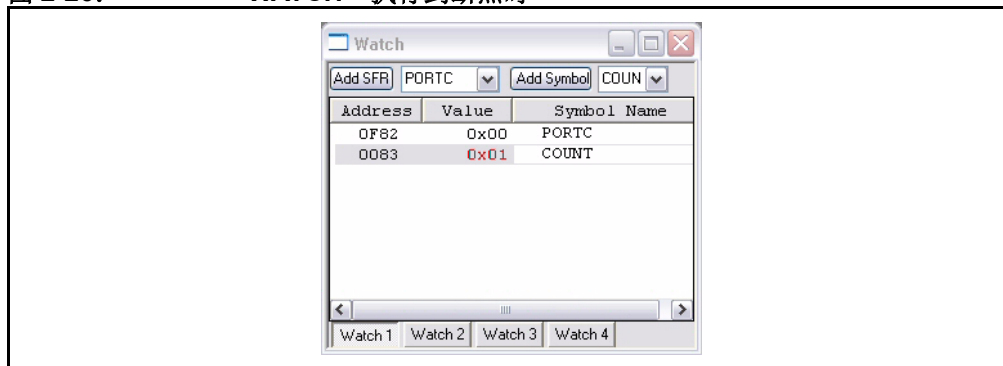 Watch
Add SFR PORTC Add Symbol COUN
Address Value Symbol Name
0F82 0x00 PORTC
0083 0x01 COUNT
Watch 1 Watch 2 Watch 3 Watch 4